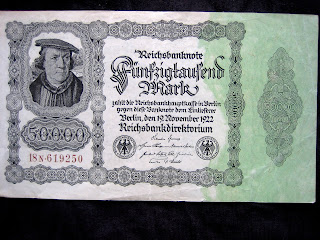 Reichsbanknote
Fünfzigtausend
Mark
zahlt die Reichsbankhauptkasse in Berlin
gegen diese Banknote dem Einlieferer
Berlin, den 19. November 1922
Reichsbankdirektorium
50000
18N·619250